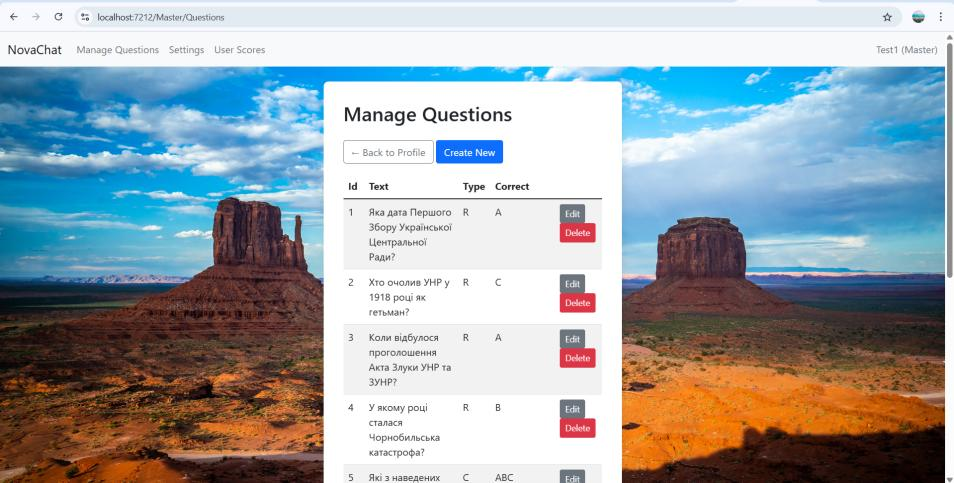 localhost:7212/Master/Questions
NovaChat Manage Questions Settings User Scores Test1 (Master)
Manage Questions
← Back to Profile Create New
Id Text Type Correct
1 Яка дата Першого R A Edit
Збору Української Delete
Центральної
Ради?
2 Хто очолив УНР у R C Edit
1918 році як Delete
гетьман?
3 Коли відбулося R A Edit
проголошення Delete
Акта Злуки УНР та
ЗУНР?
4 У якому році R B Edit
сталася Delete
Чорнобильська
катастрофа?
5 Які з наведених C ABC Edit